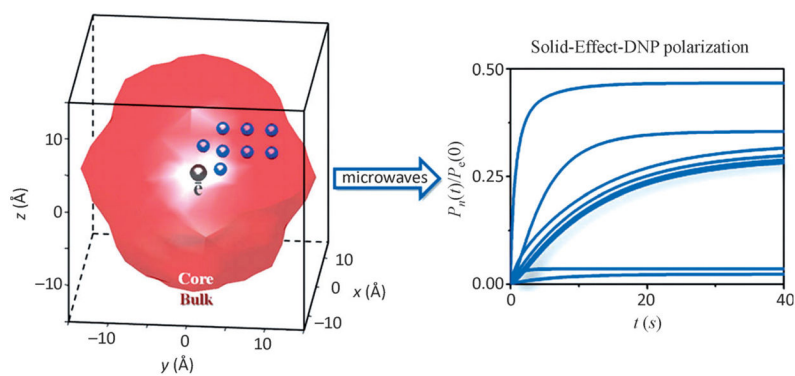 z (Å)
10
0
−10
ē
Core
Bulk
−10
0
10
y (Å)
10
0
−10
x (Å)
microwaves
Solid-Effect-DNP polarization
Pn(t)/Pe(0)
0.50
0.25
0.00
0
20
40
t (s)